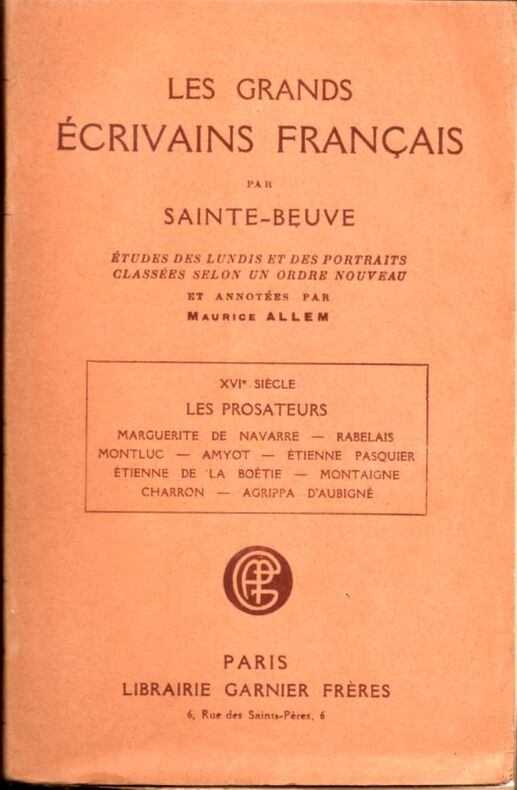 LES GRANDS
ÉCRIVAINS FRANÇAIS
PAR
SAINTE-BEUVE
ÉTUDES DES LUNDIS ET DES PORTRAITS
CLASSÉES SELON UN ORDRE NOUVEAU
ET ANNOTÉES PAR
MAURICE ALLEM
XVIe SIÈCLE
LES PROSATEURS
MARGUERITE DE NAVARRE — RABELAIS
MONTLUC — AMYOT — ÉTIENNE PASQUIER
ÉTIENNE DE LA BOÉTIE — MONTAIGNE
CHARRON — AGRIPPA D'AUBIGNÉ
PARIS
LIBRAIRIE GARNIER FRÈRES
6, Rue des Saints-Pères, 6